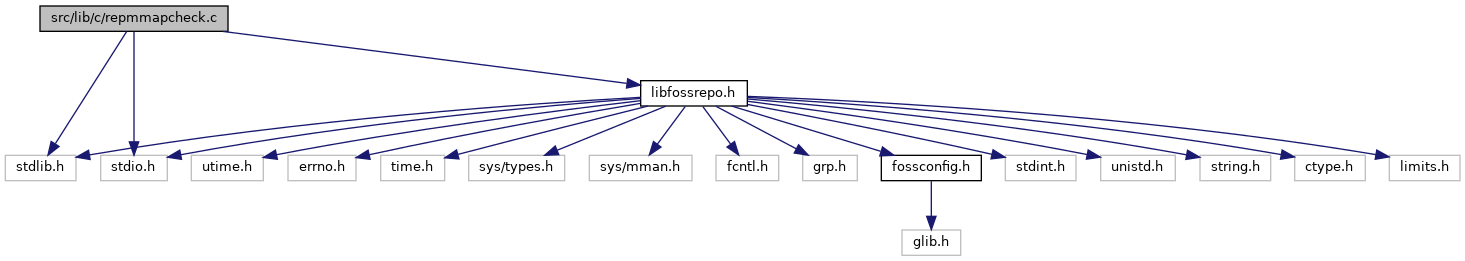 src/lib/c/repmmapcheck.c
libfossrepo.h
stdlib.h
stdio.h
utime.h
errno.h
time.h
sys/types.h
sys/mman.h
fcntl.h
grp.h
fossconfig.h
stdint.h
unistd.h
string.h
ctype.h
limits.h
glib.h